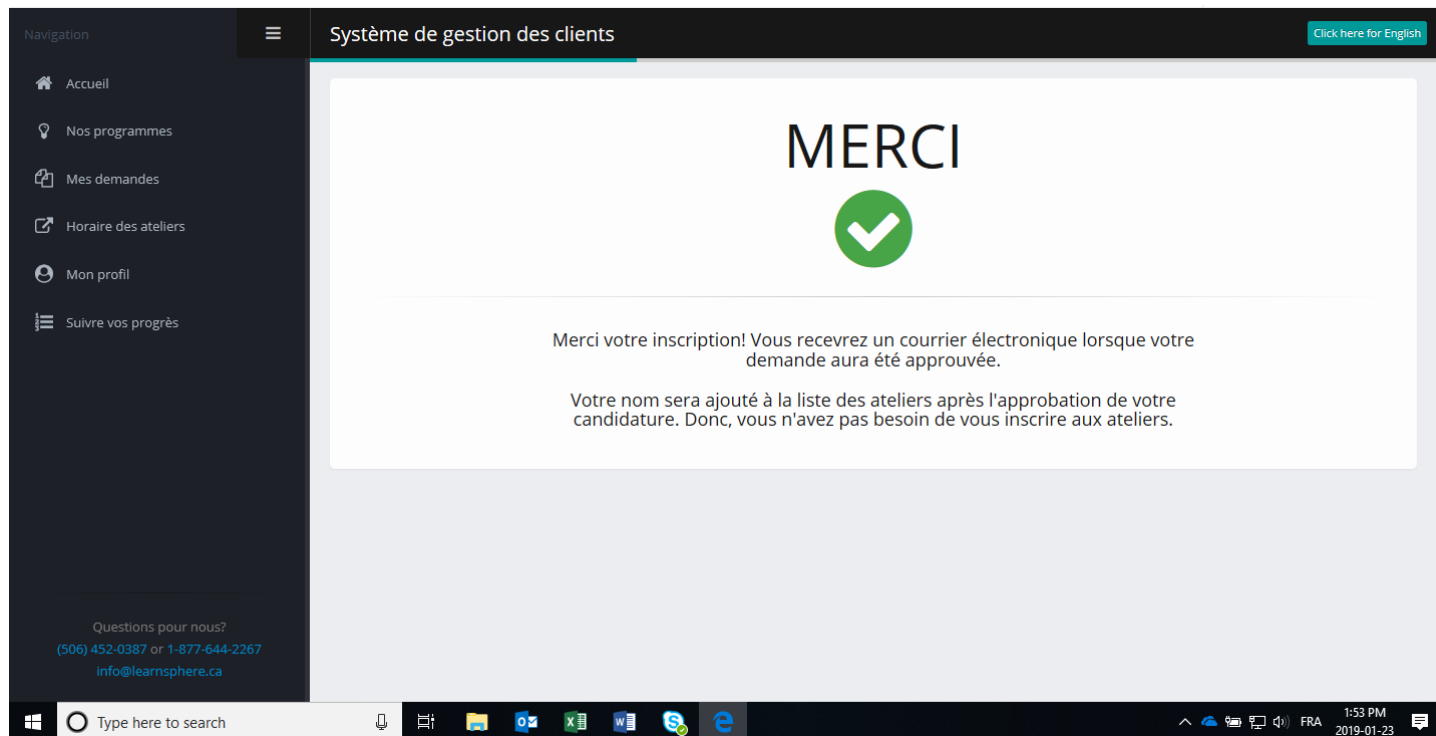 Navigation
Système de gestion des clients
Click here for English
Accueil
Nos programmes
Mes demandes
Horaire des ateliers
Mon profil
Suivre vos progrès
MERCI
Merci votre inscription! Vous recevrez un courrier électronique lorsque votre
demande aura été approuvée.
Votre nom sera ajouté à la liste des ateliers après l'approbation de votre
candidature. Donc, vous n'avez pas besoin de vous inscrire aux ateliers.
Questions pour nous?
(506) 452-0387 or 1-877-644-2267
info@learnsphere.ca
Type here to search
FRA
1:53 PM
2019-01-23